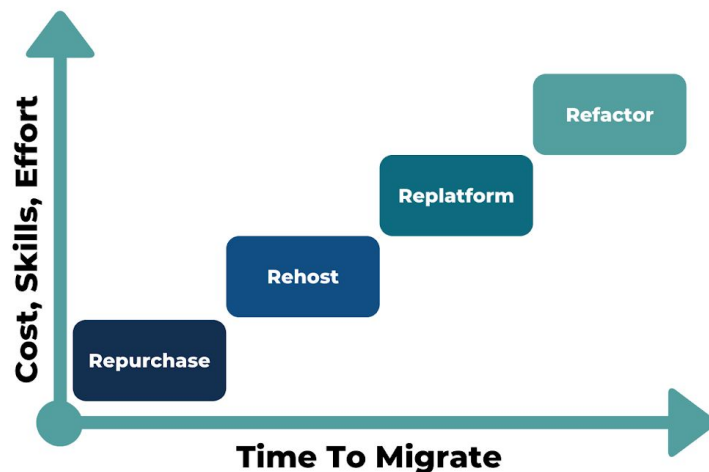 Cost, Skills, Effort
Refactor
Replatform
Rehost
Repurchase
Time To Migrate